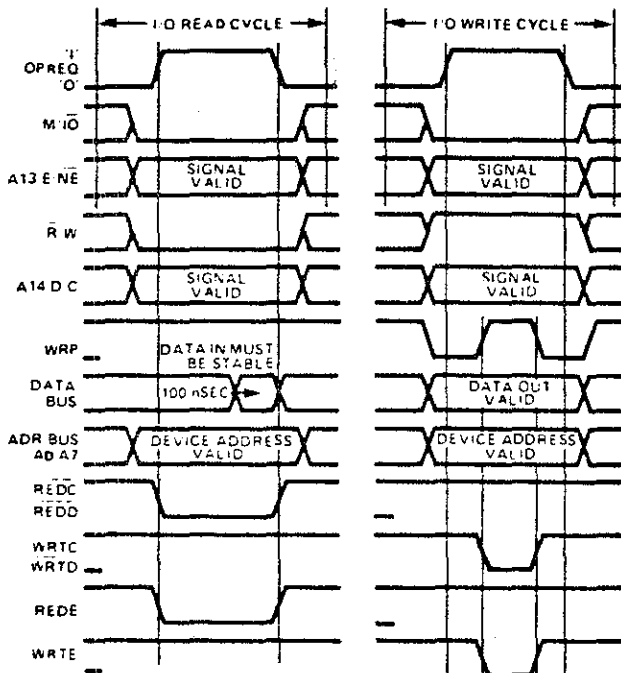 I/O READ CYCLE
I/O WRITE CYCLE
'1'
OPREQ
'0'
M/IO
A13 E/NE
SIGNAL VALID
SIGNAL VALID
R/W
A14 D/C
SIGNAL VALID
SIGNAL VALID
WRP
DATA IN MUST
BE STABLE
DATA
BUS
100 nSEC
DATA OUT
VALID
ADR BUS
AD A7
DEVICE ADDRESS
VALID
DEVICE ADDRESS
VALID
REDC
REDD
WRTC
WRTD
REDE
WRTE